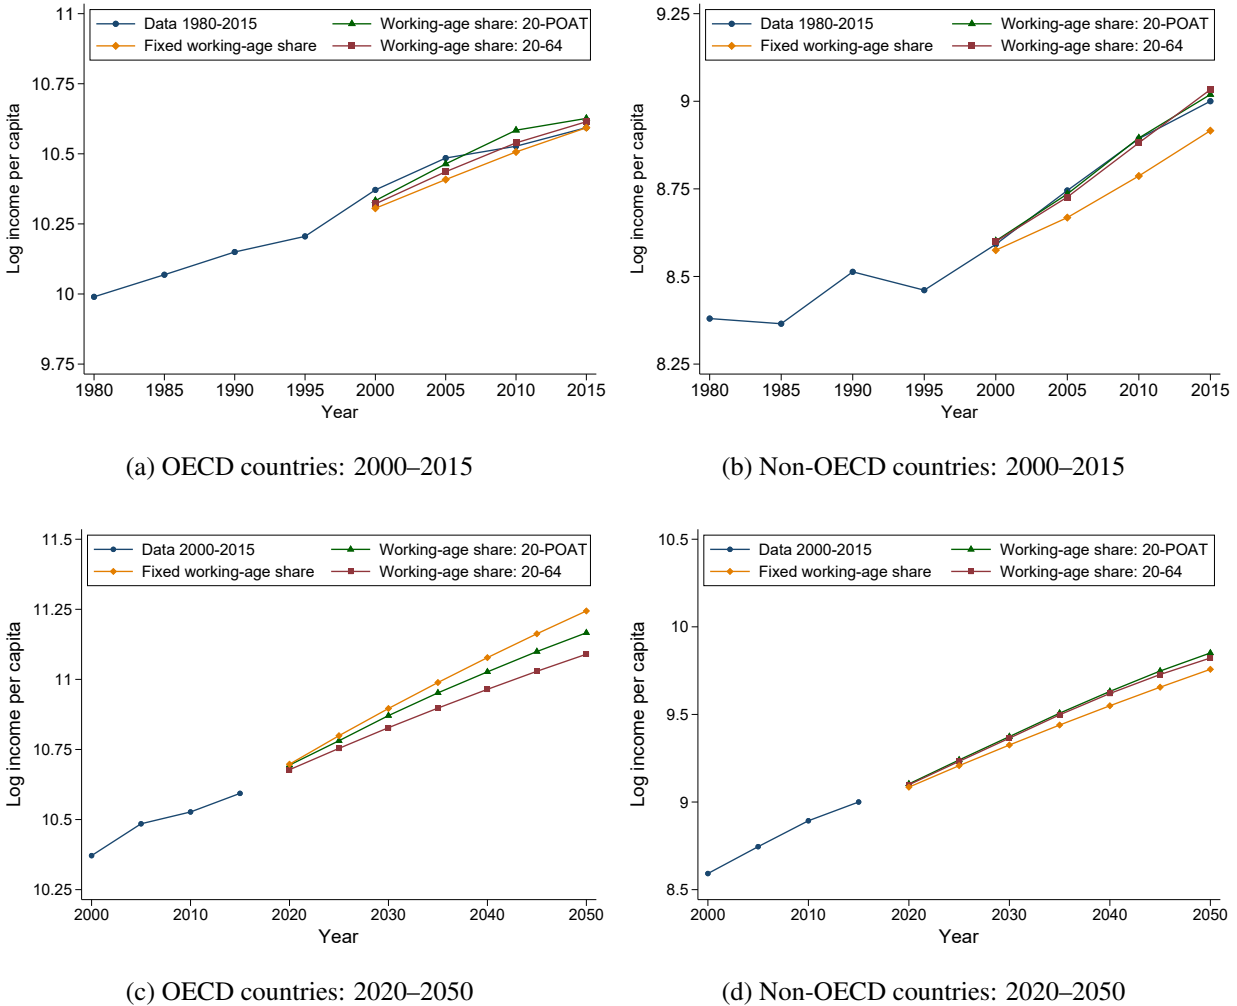 11
10.75
10.5
10.25
10
9.75
Log income per capita
Data 1980-2015
Working-age share: 20-POAT
Fixed working-age share
Working-age share: 20-64
1980 1985 1990 1995 2000 2005 2010 2015
Year
(a) OECD countries: 2000–2015
9.25
9
8.75
8.5
8.25
Log income per capita
Data 1980-2015
Working-age share: 20-POAT
Fixed working-age share
Working-age share: 20-64
1980 1985 1990 1995 2000 2005 2010 2015
Year
(b) Non-OECD countries: 2000–2015
11.5
11.25
11
10.75
10.5
10.25
Log income per capita
Data 2000-2015
Working-age share: 20-POAT
Fixed working-age share
Working-age share: 20-64
2000 2010 2020 2030 2040 2050
Year
(c) OECD countries: 2020–2050
10.5
10
9.5
9
8.5
Log income per capita
Data 2000-2015
Working-age share: 20-POAT
Fixed working-age share
Working-age share: 20-64
2000 2010 2020 2030 2040 2050
Year
(d) Non-OECD countries: 2020–2050